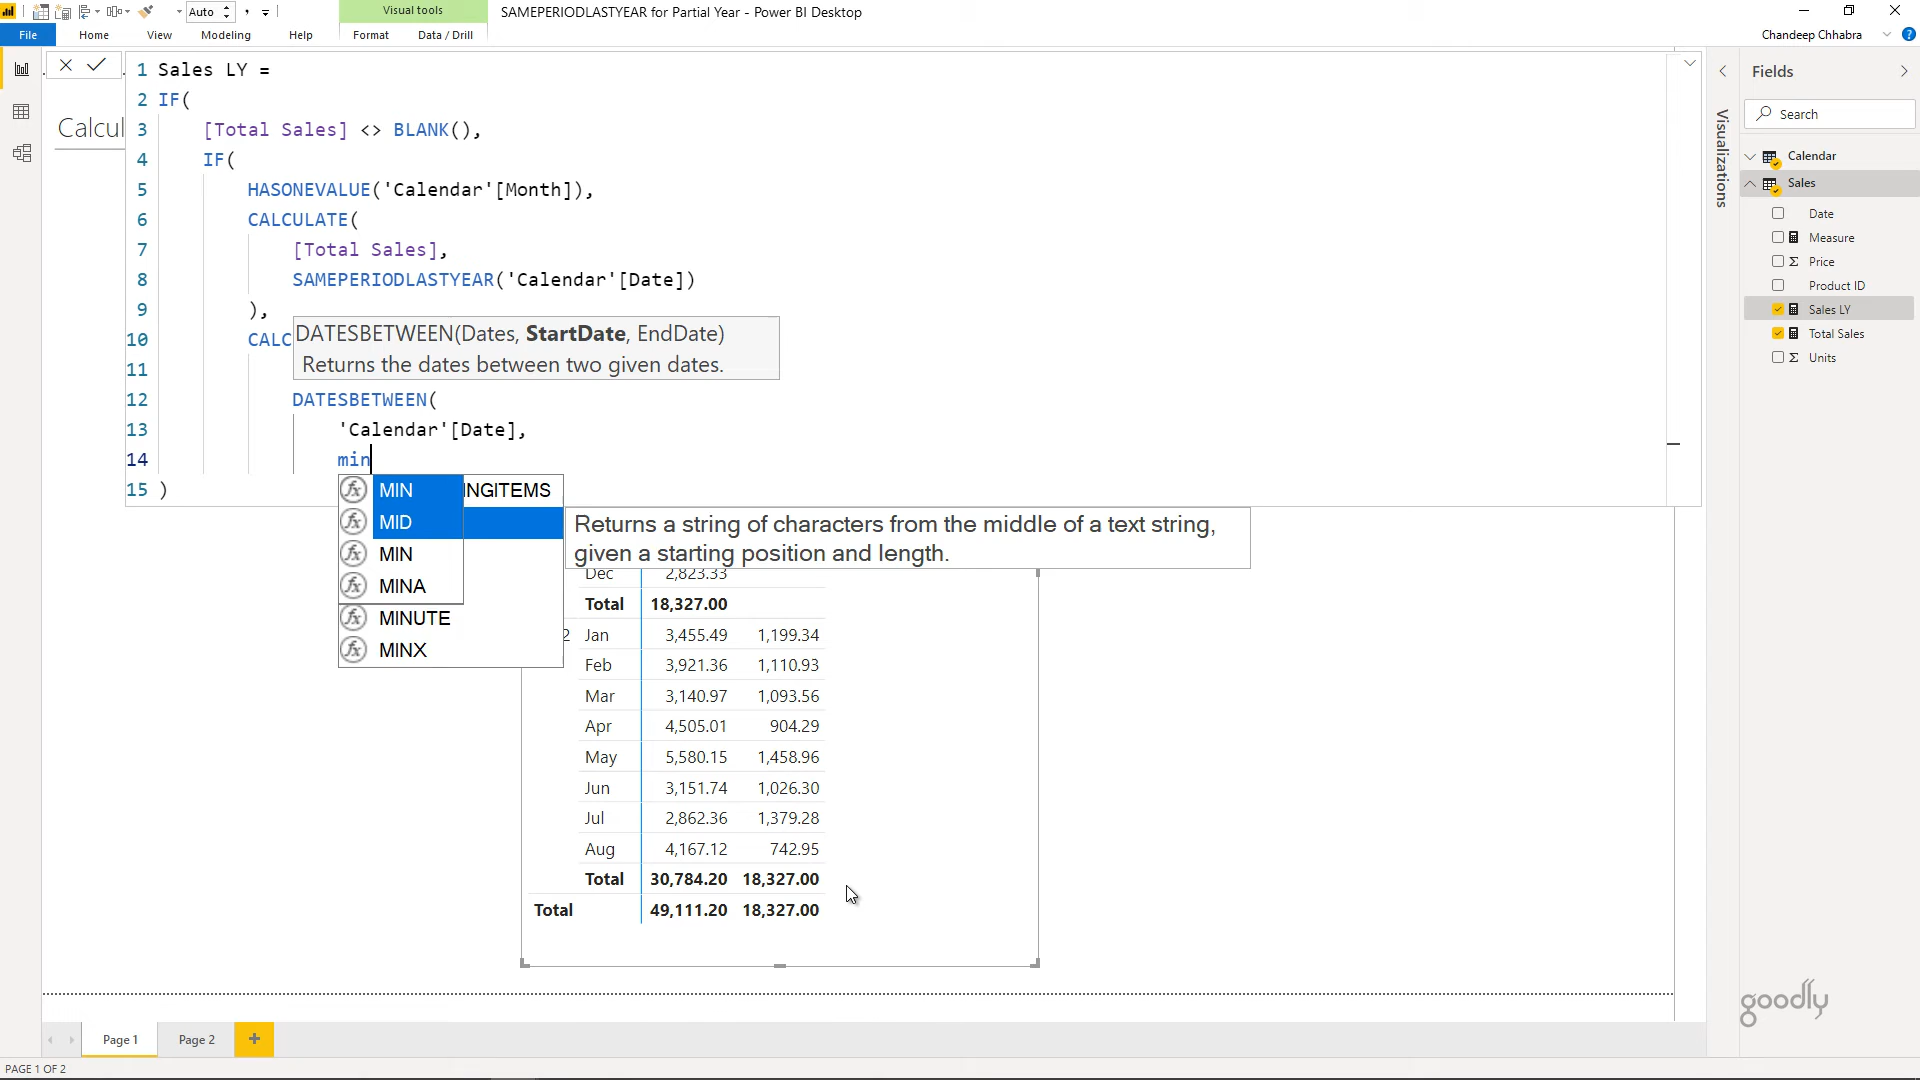 Auto
Visual tools
SAMEPERIODLASTYEAR for Partial Year - Power BI Desktop
File
Home
View
Modeling
Help
Format
Data / Drill
Chandeep Chhabra
?
Calcul
1 Sales LY =
2 IF(
3 [Total Sales] <> BLANK(),
4 IF(
5 HASONEVALUE('Calendar'[Month]),
6 CALCULATE(
7 [Total Sales],
8 SAMEPERIODLASTYEAR('Calendar'[Date])
9 ),
10 CALC
DATESBETWEEN(Dates, StartDate, EndDate)
Returns the dates between two given dates.
11
12 DATESBETWEEN(
13 'Calendar'[Date],
14 min
15 )
MIN
NGITEMS
MID
MIN
MINA
MINUTE
MINX
Returns a string of characters from the middle of a text string,
given a starting position and length.
Dec 2,823.33
Total 18,327.00
2 Jan 3,455.49 1,199.34
Feb 3,921.36 1,110.93
Mar 3,140.97 1,093.56
Apr 4,505.01 904.29
May 5,580.15 1,458.96
Jun 3,151.74 1,026.30
Jul 2,862.36 1,379.28
Aug 4,167.12 742.95
Total 30,784.20 18,327.00
Total 49,111.20 18,327.00
Visualizations
Fields
Search
Calendar
Sales
Date
Measure
Σ Price
Product ID
Sales LY
Total Sales
Σ Units
goodly
Page 1
Page 2
+
PAGE 1 OF 2